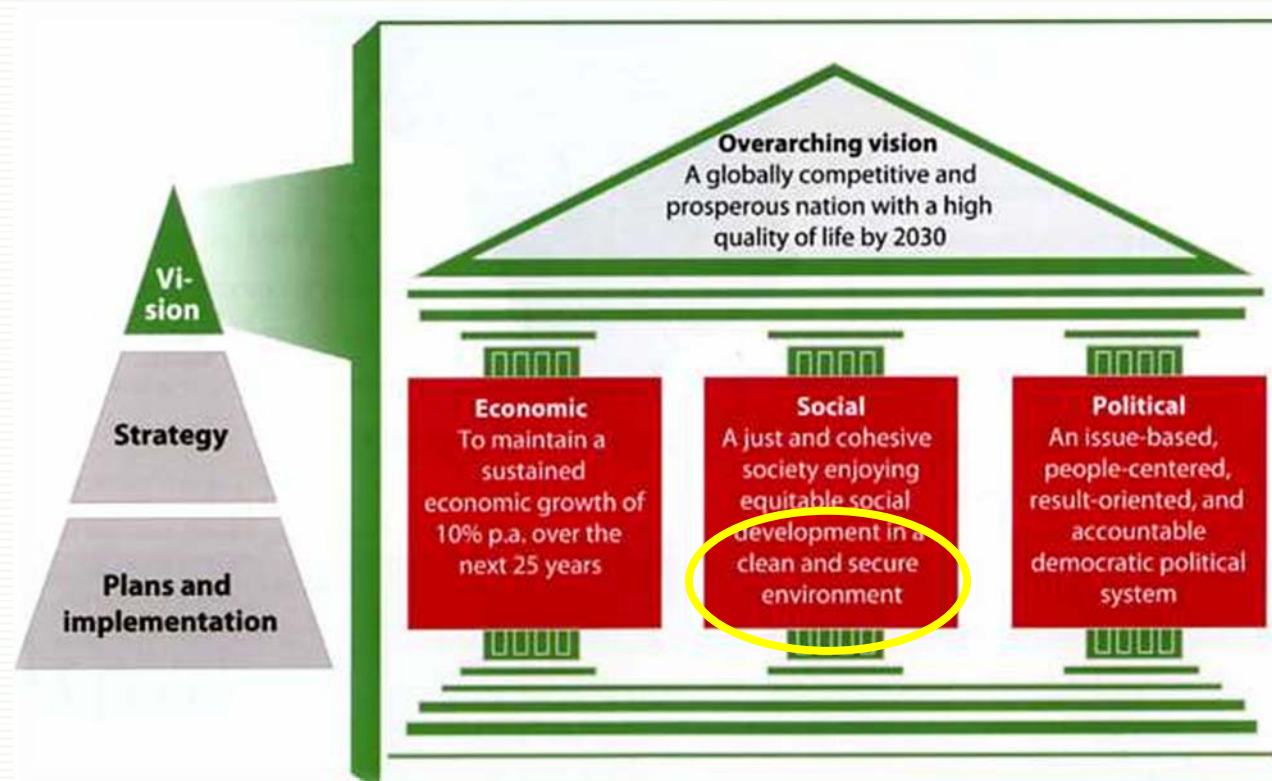 Vi-
sion
Strategy
Plans and
implementation
Overarching vision
A globally competitive and
prosperous nation with a high
quality of life by 2030
Economic
To maintain a
sustained
economic growth of
10% p.a. over the
next 25 years
Social
A just and cohesive
society enjoying
equitable social
development in a
clean and secure
environment
Political
An issue-based,
people-centered,
result-oriented, and
accountable
democratic political
system